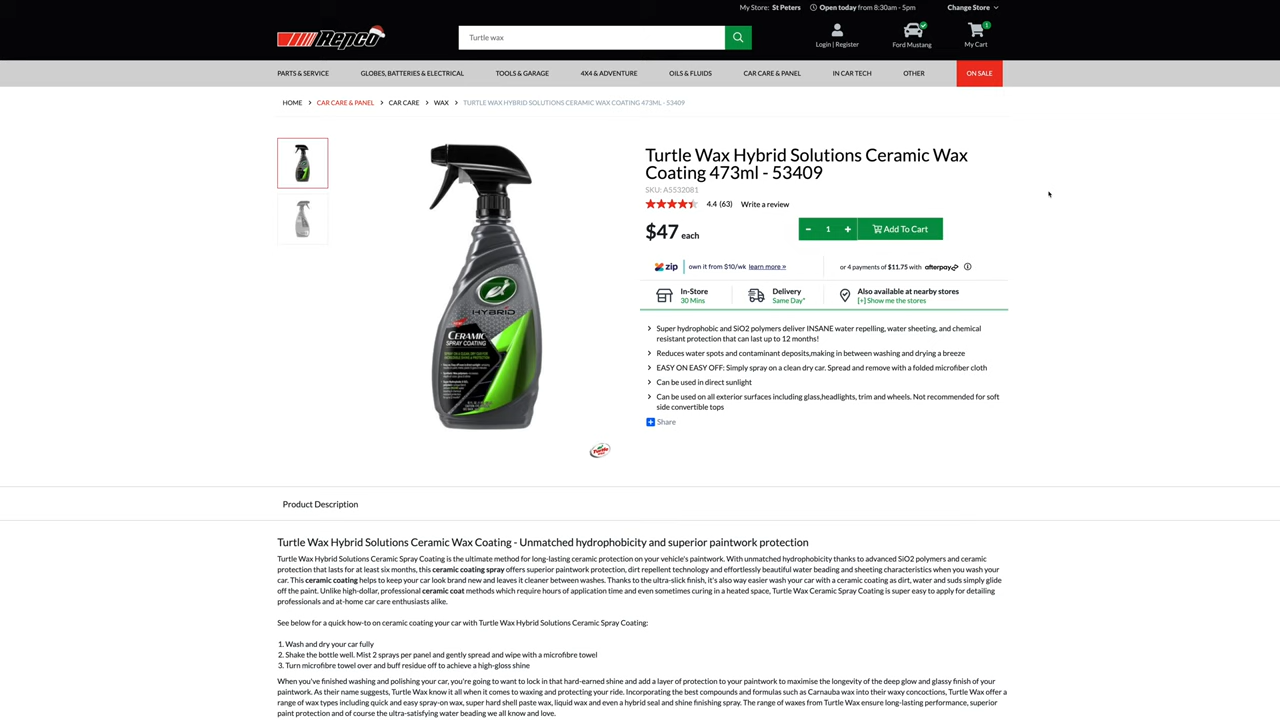 My Store: St Peters Open today from 8:30am - 5pm Change Store
Repco
Turtle wax
Login | Register
Ford Mustang
1
My Cart
PARTS & SERVICE GLOBES, BATTERIES & ELECTRICAL TOOLS & GARAGE 4X4 & ADVENTURE OILS & FLUIDS CAR CARE & PANEL IN CAR TECH OTHER ON SALE
HOME > CAR CARE & PANEL > CAR CARE > WAX > TURTLE WAX HYBRID SOLUTIONS CERAMIC WAX COATING 473ML - 53409
Turtle Wax Hybrid Solutions Ceramic Wax
Coating 473ml - 53409
SKU: A5532081
4.4 (63) Write a review
$47 each
- 1 + Add To Cart
zip own it from $10/wk learn more »
or 4 payments of $11.75 with afterpay
In-Store
30 Mins
Delivery
Same Day*
Also available at nearby stores
[+] Show me the stores
HYBRID
CERAMIC
SPRAY COATING
Super hydrophobic and SiO2 polymers deliver INSANE water repelling, water sheeting, and chemical
resistant protection that can last up to 12 months!
Reduces water spots and contaminant deposits,making in between washing and drying a breeze
EASY ON EASY OFF: Simply spray on a clean dry car. Spread and remove with a folded microfiber cloth
Can be used in direct sunlight
Can be used on all exterior surfaces including glass,headlights, trim and wheels. Not recommended for soft
side convertible tops
Share
Turtle Wax
Product Description
Turtle Wax Hybrid Solutions Ceramic Wax Coating - Unmatched hydrophobicity and superior paintwork protection
Turtle Wax Hybrid Solutions Ceramic Spray Coating is the ultimate method for long-lasting ceramic protection on your vehicle's paintwork. With unmatched hydrophobicity thanks to advanced SiO2 polymers and ceramic
protection that lasts for at least six months, this ceramic coating spray offers superior paintwork protection, dirt repellent technology and effortlessly beautiful water beading and sheeting characteristics when you wash your
car. This ceramic coating helps to keep your car look brand new and leaves it cleaner between washes. Thanks to the ultra-slick finish, it's also way easier wash your car with a ceramic coating as dirt, water and suds simply glide
off the paint. Unlike high-dollar, professional ceramic coat methods which require hours of application time and even sometimes curing in a heated space, Turtle Wax Ceramic Spray Coating is super easy to apply for detailing
professionals and at-home car care enthusiasts alike.
See below for a quick how-to on ceramic coating your car with Turtle Wax Hybrid Solutions Ceramic Spray Coating:
1. Wash and dry your car fully
2. Shake the bottle well. Mist 2 sprays per panel and gently spread and wipe with a microfibre towel
3. Turn microfibre towel over and buff residue off to achieve a high-gloss shine
When you've finished washing and polishing your car, you're going to want to lock in that hard-earned shine and add a layer of protection to your paintwork to maximise the longevity of the deep glow and glassy finish of your
paintwork. As their name suggests, Turtle Wax know it all when it comes to waxing and protecting your ride. Incorporating the best compounds and formulas such as Carnauba wax into their waxy concoctions, Turtle Wax offer a
range of wax types including quick and easy spray-on wax, super hard shell paste wax, liquid wax and even a hybrid seal and shine finishing spray. The range of waxes from Turtle Wax ensure long-lasting performance, superior
paint protection and of course the ultra-satisfying water beading we all know and love.